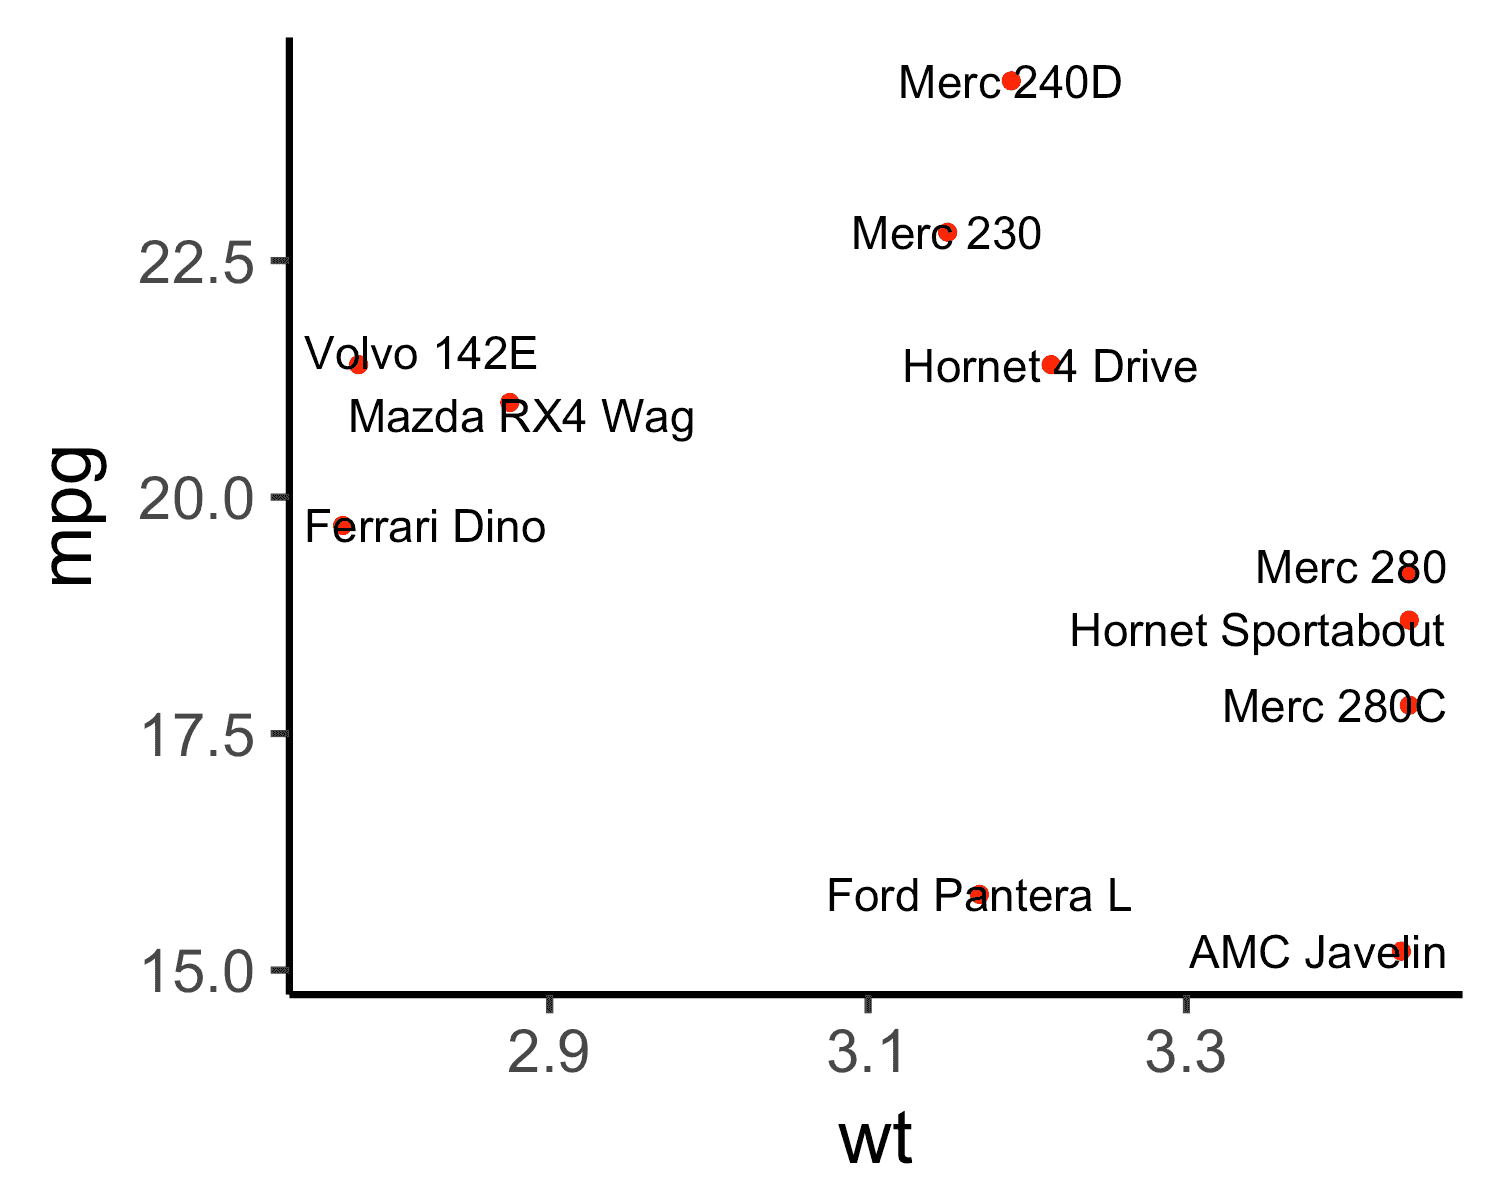 Merc 240D
Merc 230
22.5
Volvo 142E
Hornet 4 Drive
Mazda RX4 Wag
20.0
Ferrari Dino
mpg
Merc 280
Hornet Sportabout
Merc 280C
17.5
Ford Pantera L
AMC Javelin
15.0
2.9
3.1
3.3
wt